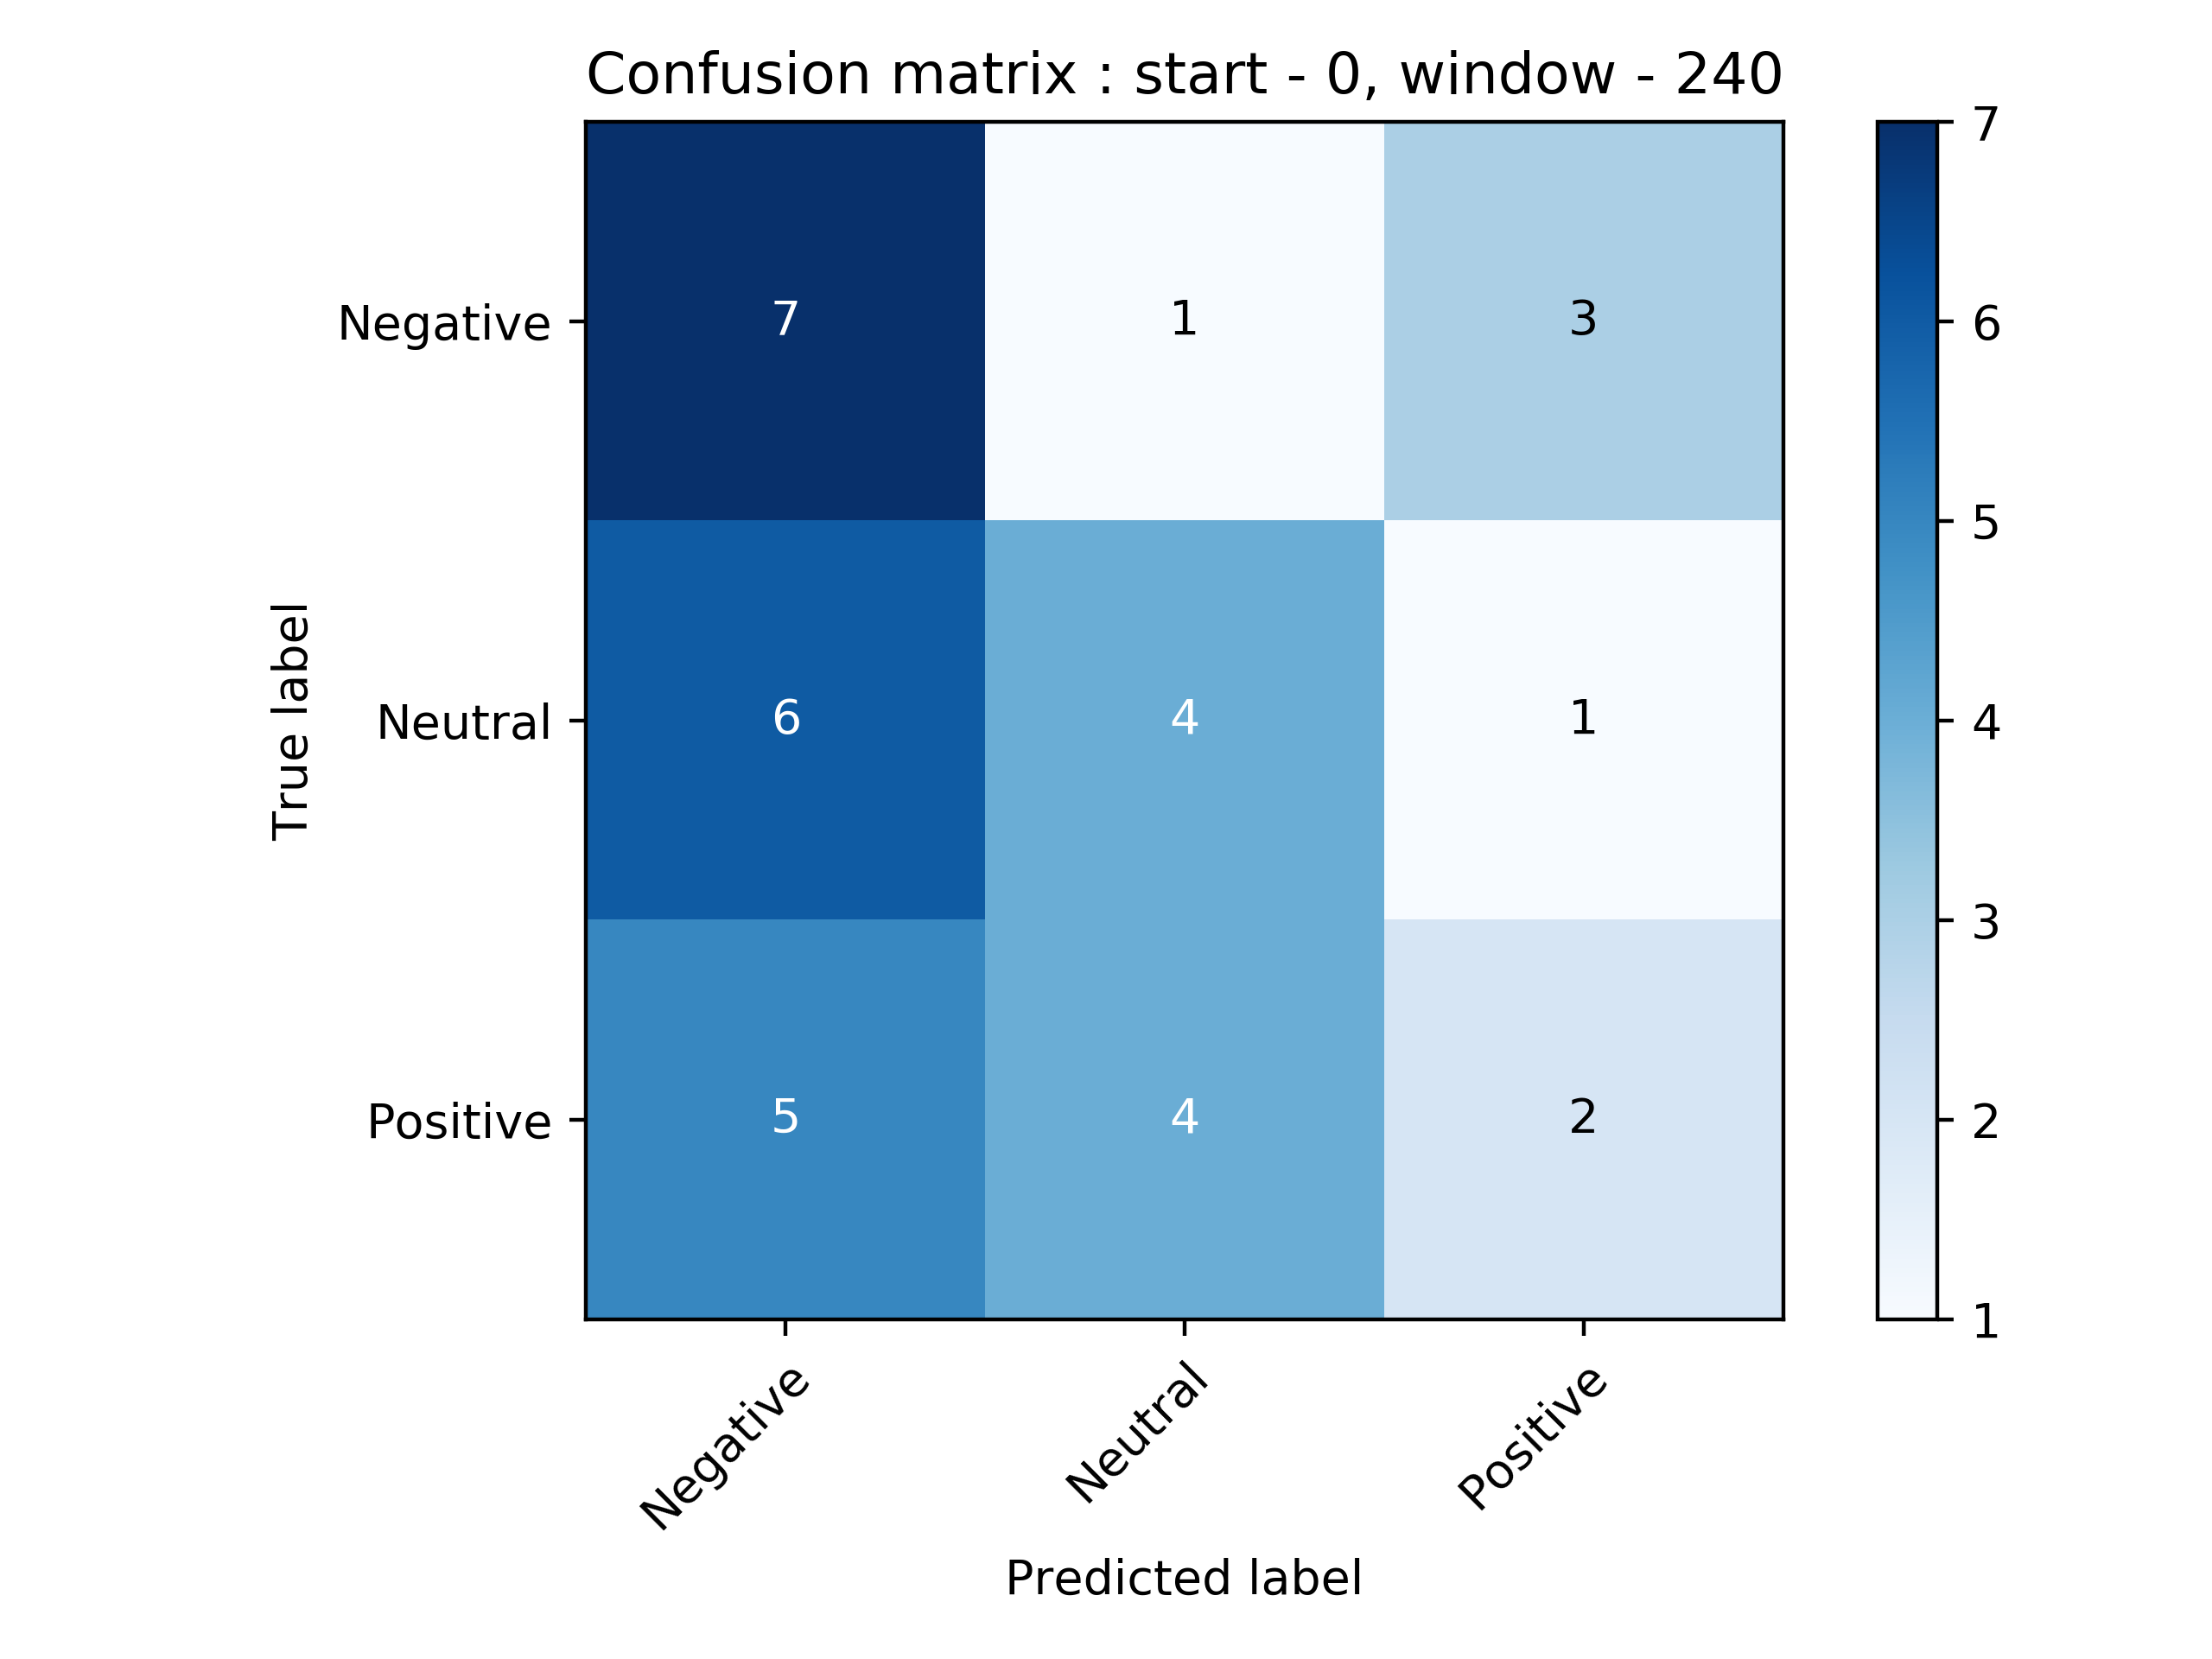 Confusion matrix : start - 0, window - 240
7
Negative
7
1
3
6
5
True label
Neutral
6
4
1
4
3
Positive
5
4
2
2
1
Negative
Neutral
Positive
Predicted label